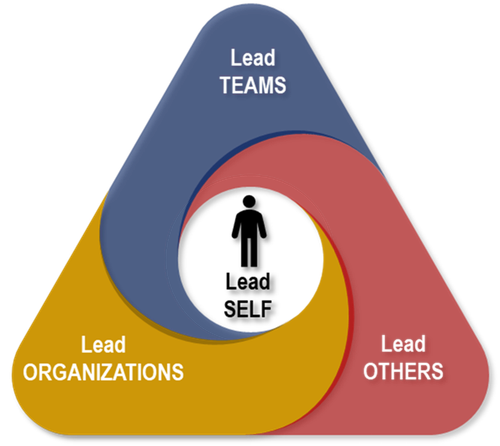 Lead
TEAMS
Lead
SELF
Lead
ORGANIZATIONS
Lead
OTHERS